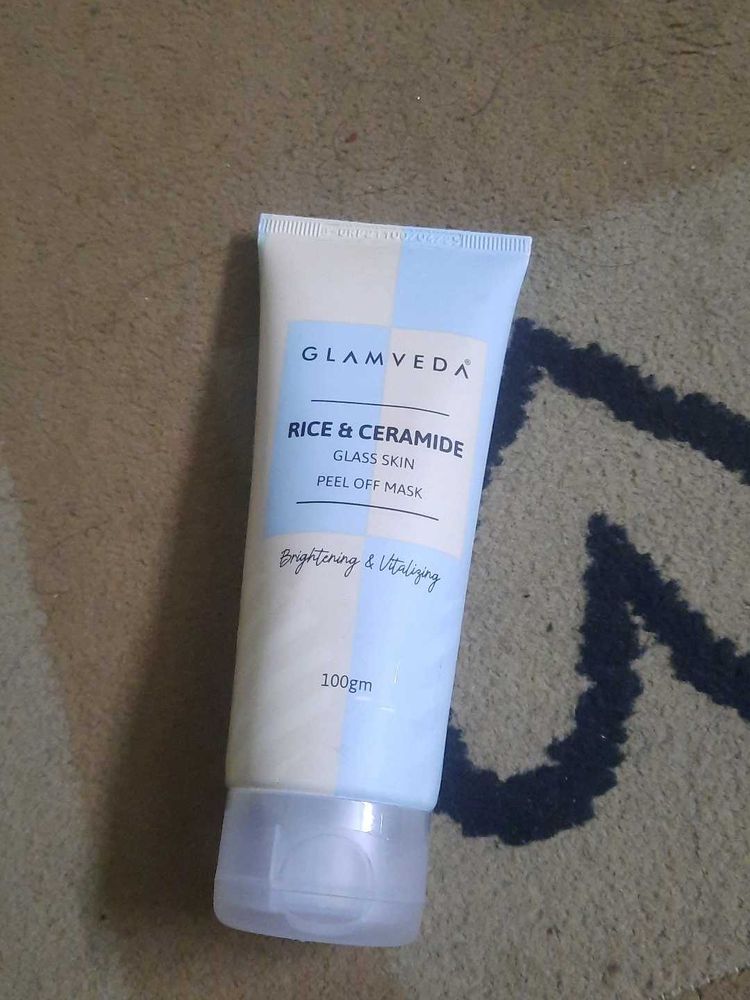 GLAMVEDA®
RICE & CERAMIDE
GLASS SKIN
PEEL OFF MASK
Brightening & Vitalizing
100gm